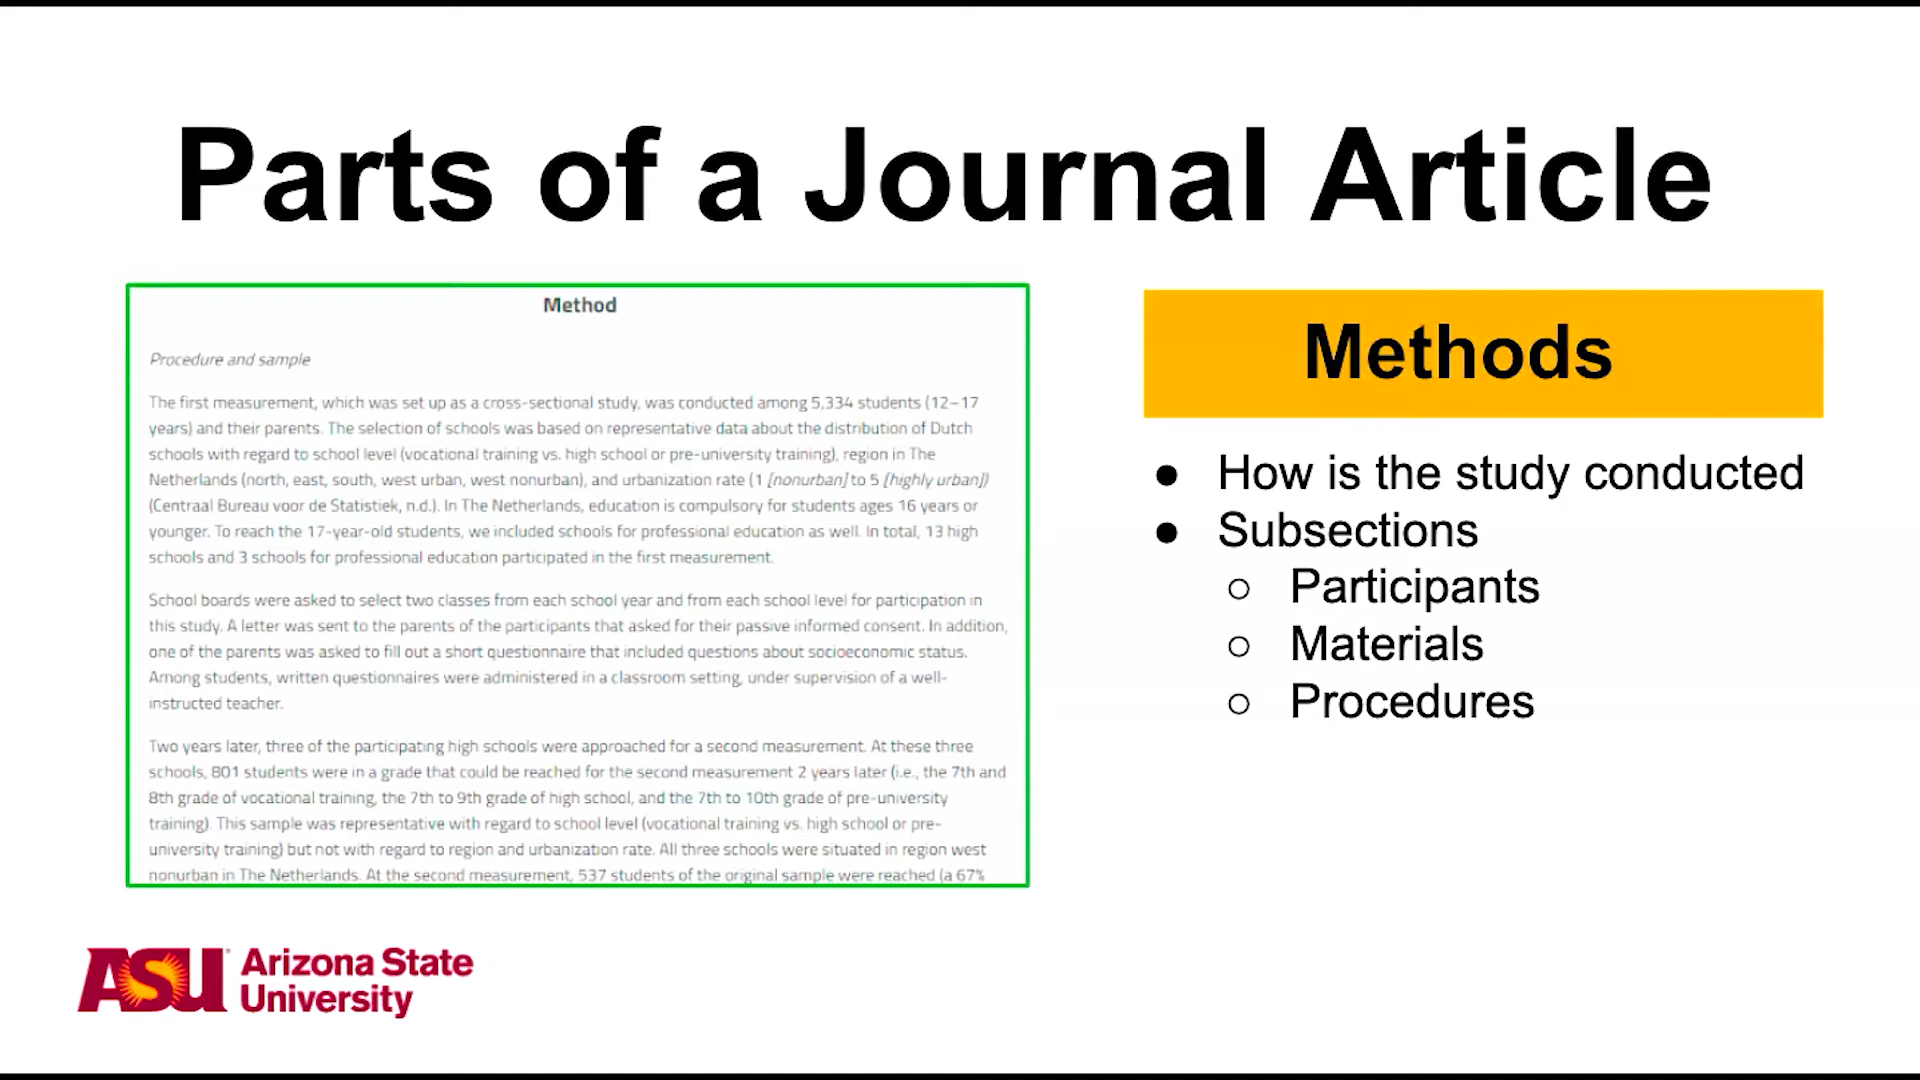 Parts of a Journal Article
Method
Procedure and sample
The first measurement, which was set up as a cross-sectional study, was conducted among 5,334 students (12–17
years) and their parents. The selection of schools was based on representative data about the distribution of Dutch
schools with regard to school level (vocational training vs. high school or pre-university training), region in The
Netherlands (north, east, south, west urban, west nonurban), and urbanization rate (1 [nonurban] to 5 [highly urban])
(Centraal Bureau voor de Statistiek, n.d.). In The Netherlands, education is compulsory for students ages 16 years or
younger. To reach the 17-year-old students, we included schools for professional education as well. In total, 13 high
schools and 3 schools for professional education participated in the first measurement.
School boards were asked to select two classes from each school year and from each school level for participation in
this study. A letter was sent to the parents of the participants that asked for their passive informed consent. In addition,
one of the parents was asked to fill out a short questionnaire that included questions about socioeconomic status.
Among students, written questionnaires were administered in a classroom setting, under supervision of a well-
instructed teacher.
Two years later, three of the participating high schools were approached for a second measurement. At these three
schools, 801 students were in a grade that could be reached for the second measurement 2 years later (i.e., the 7th and
8th grade of vocational training, the 7th to 9th grade of high school, and the 7th to 10th grade of pre-university
training). This sample was representative with regard to school level (vocational training vs. high school or pre-
university training) but not with regard to region and urbanization rate. All three schools were situated in region west
nonurban in The Netherlands. At the second measurement, 537 students of the original sample were reached (a 67%
Methods
● How is the study conducted
● Subsections
○ Participants
○ Materials
○ Procedures
ASU Arizona State
University